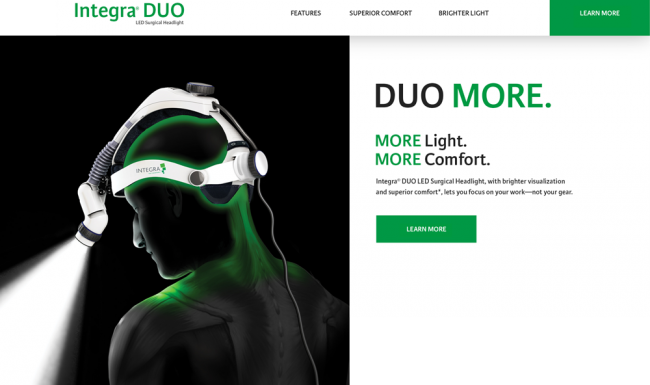 Integra® DUO
LED Surgical Headlight
FEATURES
SUPERIOR COMFORT
BRIGHTER LIGHT
LEARN MORE
INTEGRA
DUO MORE.
MORE Light.
MORE Comfort.
Integra® DUO LED Surgical Headlight, with brighter visualization
and superior comfort*, lets you focus on your work—not your gear.
LEARN MORE